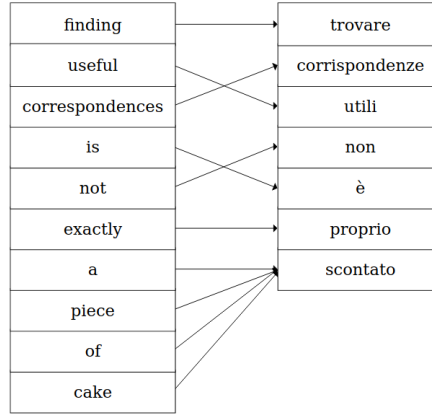 finding trovare
useful corrispondenze
correspondences utili
is non
not è
exactly proprio
a scontato
piece
of
cake